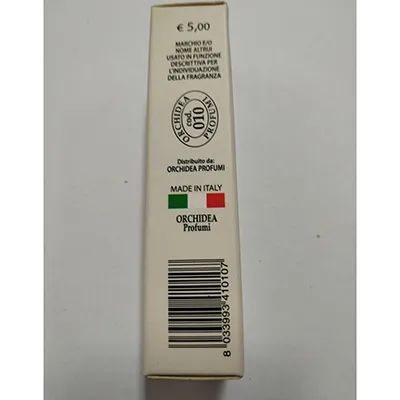 € 5,00
MARCHIO E/O
NOME ALTRUI
USATO IN FUNZIONE
DESCRITTIVA PER
L'INDIVIDUAZIONE
DELLA FRAGRANZA
ORCHIDEA
cod.
010
PROFUMI
Distribuito da:
ORCHIDEA PROFUMI
MADE IN ITALY
ORCHIDEA
Profumi
8 033993 410107